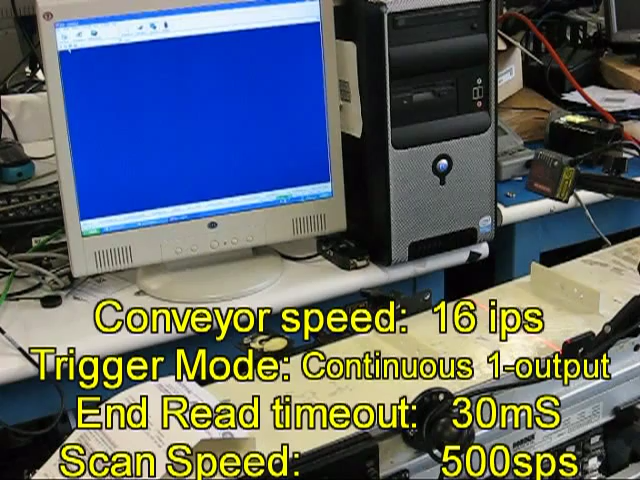 Conveyor speed: 16 ips
Trigger Mode: Continuous 1-output
End Read timeout: 30mS
Scan Speed: 500sps